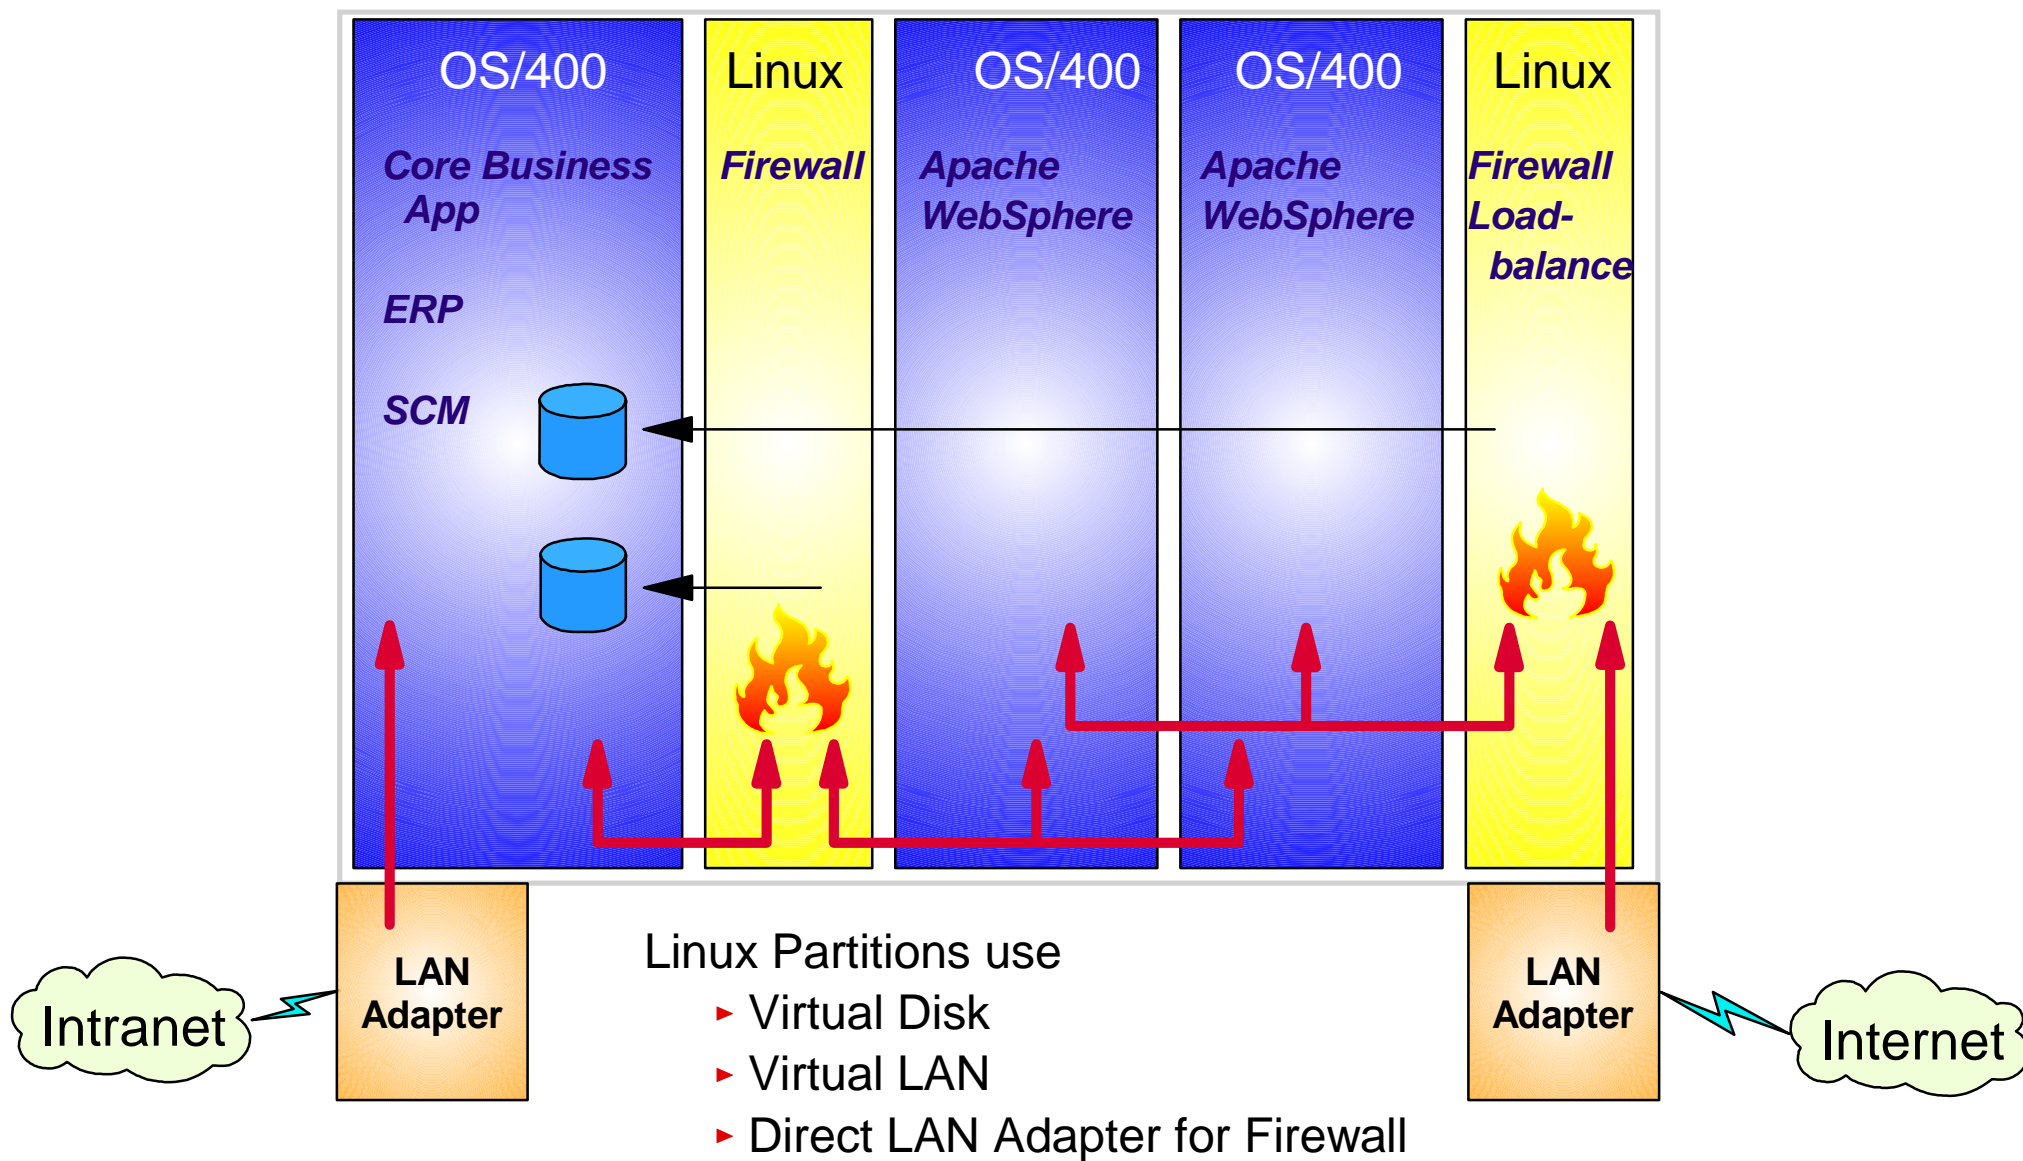 OS/400
Core Business
App
ERP
SCM
Linux
Firewall
OS/400
Apache
WebSphere
OS/400
Apache
WebSphere
Linux
Firewall
Load-
balance
Intranet
LAN
Adapter
Linux Partitions use
Virtual Disk
Virtual LAN
Direct LAN Adapter for Firewall
LAN
Adapter
Internet